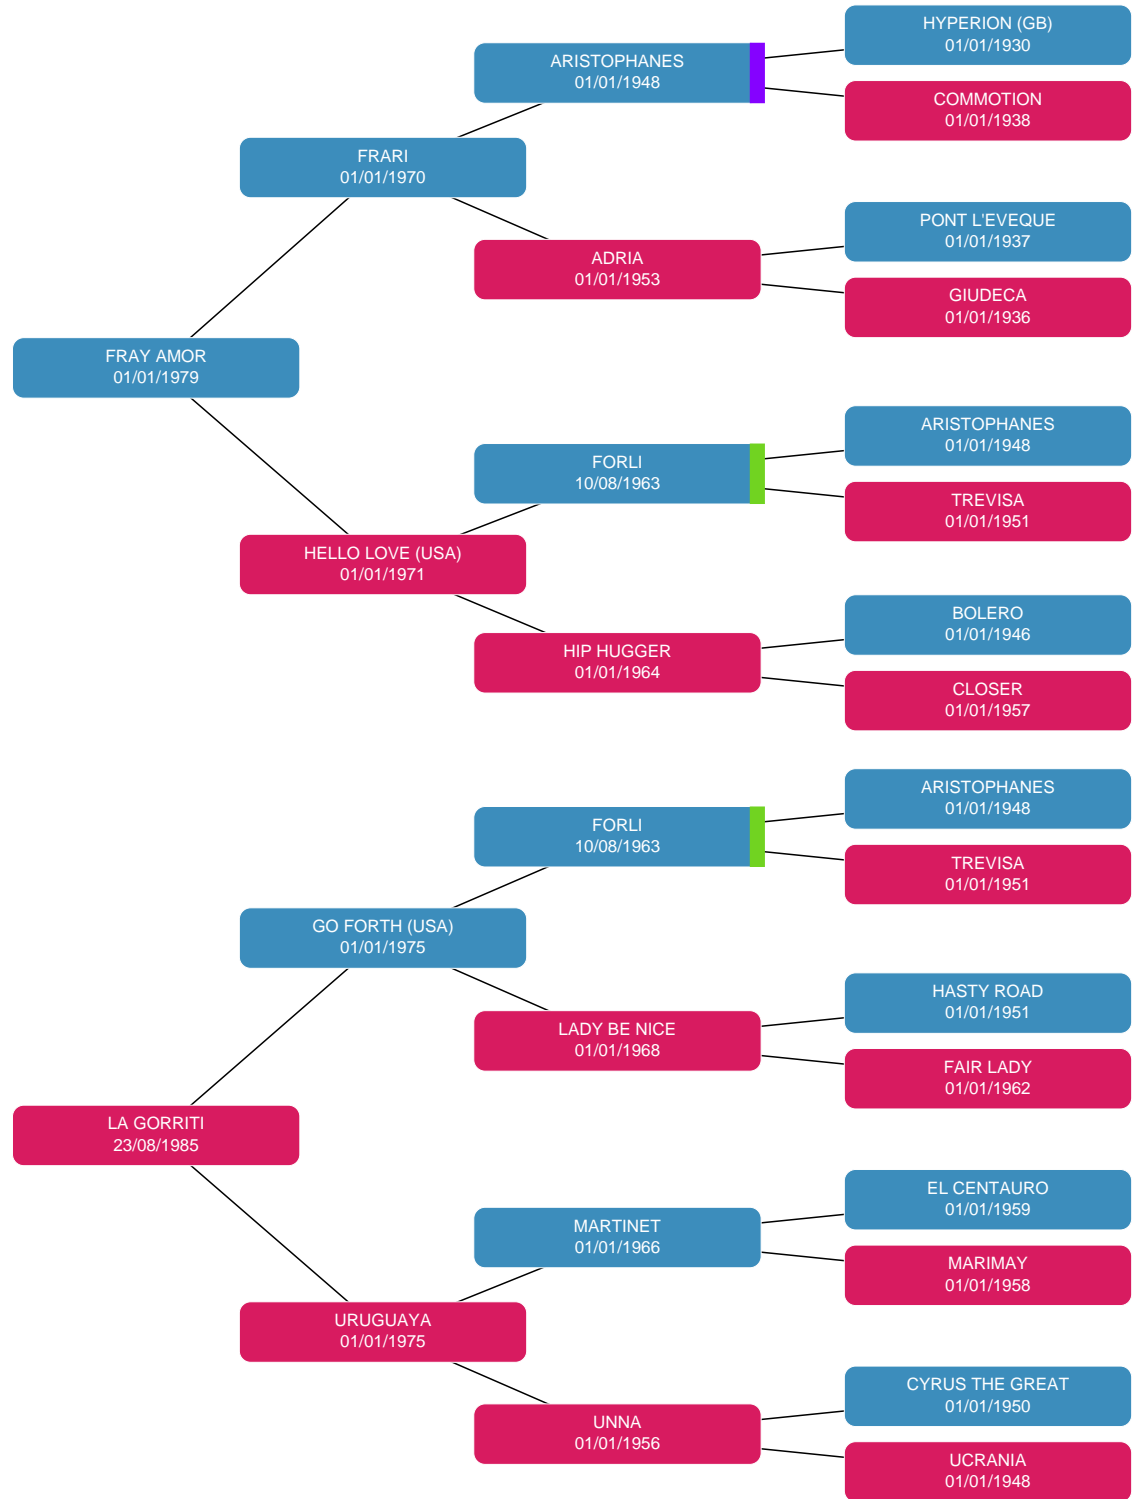 HYPERION (GB)
01/01/1930
ARISTOPHANES
01/01/1948
COMMOTION
01/01/1938
FRARI
01/01/1970
PONT L'EVEQUE
01/01/1937
ADRIA
01/01/1953
GIUDECA
01/01/1936
FRAY AMOR
01/01/1979
ARISTOPHANES
01/01/1948
FORLI
10/08/1963
TREVISA
01/01/1951
HELLO LOVE (USA)
01/01/1971
BOLERO
01/01/1946
HIP HUGGER
01/01/1964
CLOSER
01/01/1957
ARISTOPHANES
01/01/1948
FORLI
10/08/1963
TREVISA
01/01/1951
GO FORTH (USA)
01/01/1975
HASTY ROAD
01/01/1951
LADY BE NICE
01/01/1968
FAIR LADY
01/01/1962
LA GORRITI
23/08/1985
EL CENTAURO
01/01/1959
MARTINET
01/01/1966
MARIMAY
01/01/1958
URUGUAYA
01/01/1975
CYRUS THE GREAT
01/01/1950
UNNA
01/01/1956
UCRANIA
01/01/1948